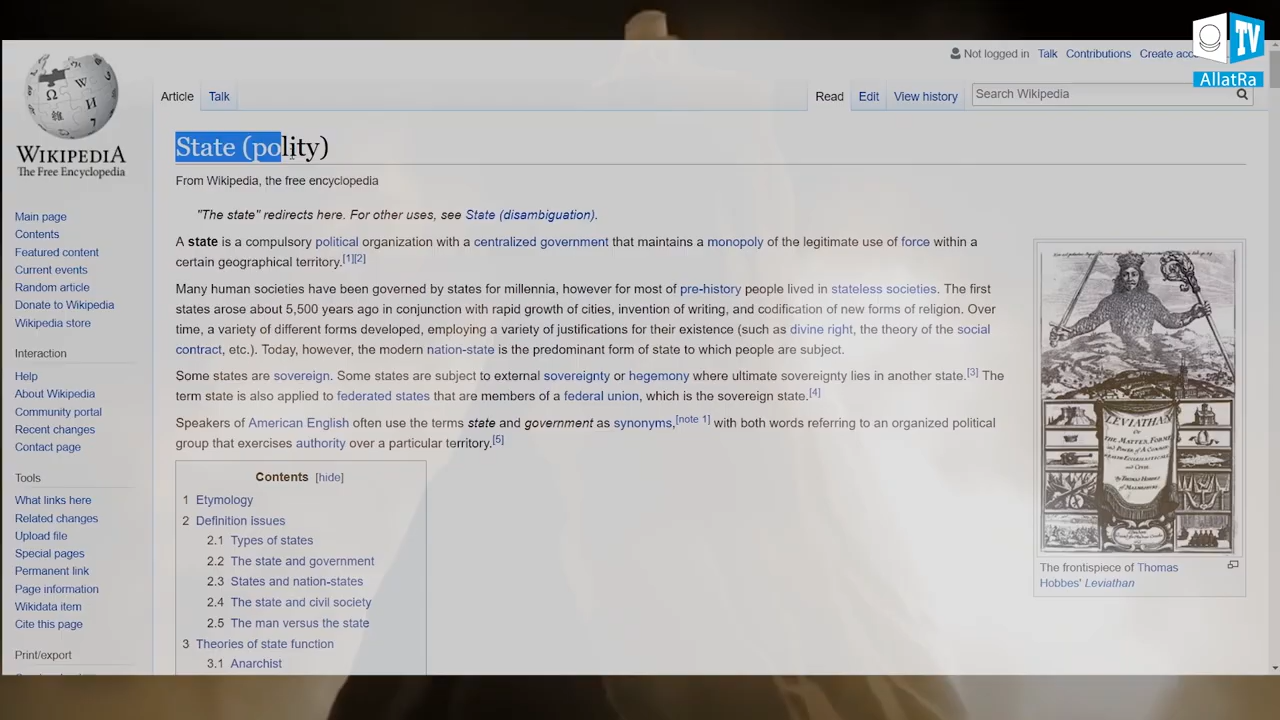 TV
AllatRa
Not logged in Talk Contributions Create acc
Article Talk Read Edit View history Search Wikipedia
WIKIPEDIA
The Free Encyclopedia
State (polity)
From Wikipedia, the free encyclopedia
"The state" redirects here. For other uses, see State (disambiguation).
A state is a compulsory political organization with a centralized government that maintains a monopoly of the legitimate use of force within a
certain geographical territory.[1][2]
Many human societies have been governed by states for millennia, however for most of pre-history people lived in stateless societies. The first
states arose about 5,500 years ago in conjunction with rapid growth of cities, invention of writing, and codification of new forms of religion. Over
time, a variety of different forms developed, employing a variety of justifications for their existence (such as divine right, the theory of the social
contract, etc.). Today, however, the modern nation-state is the predominant form of state to which people are subject.
Some states are sovereign. Some states are subject to external sovereignty or hegemony where ultimate sovereignty lies in another state.[3] The
term state is also applied to federated states that are members of a federal union, which is the sovereign state.[4]
Speakers of American English often use the terms state and government as synonyms,[note 1] with both words referring to an organized political
group that exercises authority over a particular territory.[5]
Contents [hide]
1 Etymology
2 Definition issues
2.1 Types of states
2.2 The state and government
2.3 States and nation-states
2.4 The state and civil society
2.5 The man versus the state
3 Theories of state function
3.1 Anarchist
Main page
Contents
Featured content
Current events
Random article
Donate to Wikipedia
Wikipedia store
Interaction
Help
About Wikipedia
Community portal
Recent changes
Contact page
Tools
What links here
Related changes
Upload file
Special pages
Permanent link
Page information
Wikidata item
Cite this page
Print/export
LEVIATHAN
Or
THE MATTER, FORME
and Power of A COMMON
and CIVIL
By THOMAS HOBBES
of MALMESBURY
The frontispiece of Thomas
Hobbes' Leviathan